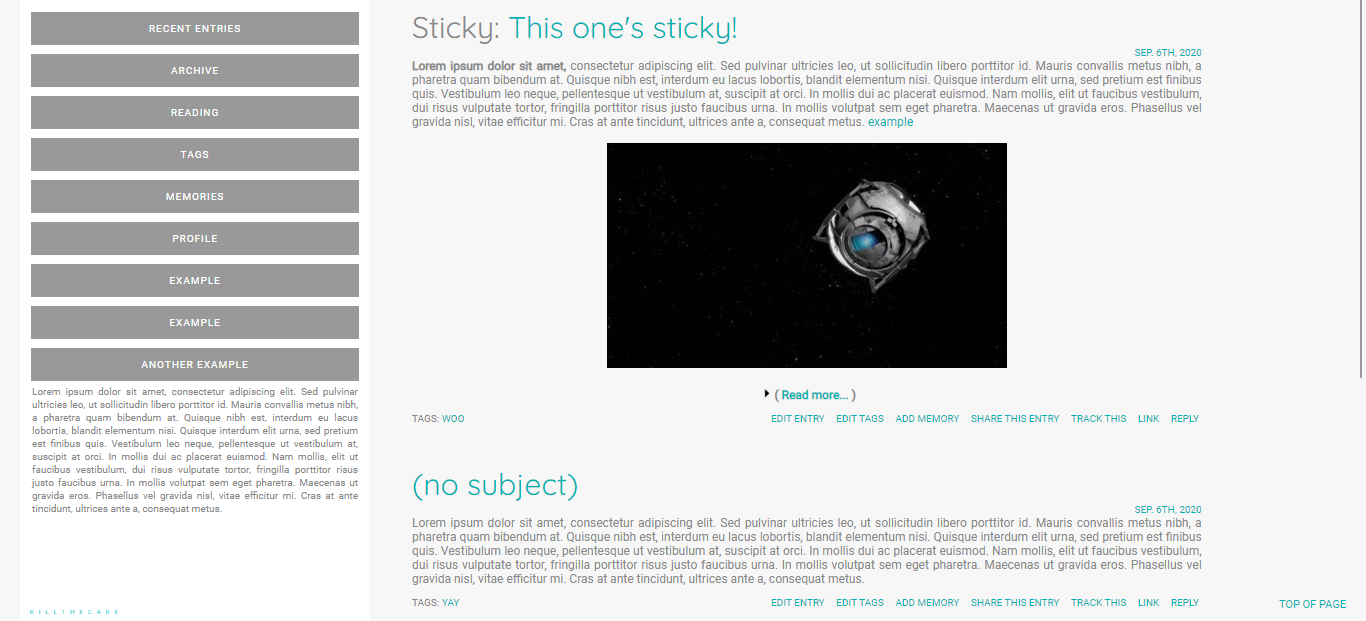 RECENT ENTRIES
ARCHIVE
READING
TAGS
MEMORIES
PROFILE
EXAMPLE
EXAMPLE
ANOTHER EXAMPLE
Lorem ipsum dolor sit amet, consectetur adipiscing elit. Sed pulvinar
ultricies leo, ut sollicitudin libero porttitor id. Mauris convallis metus nibh,
a pharetra quam bibendum at. Quisque nibh est, interdum eu lacus
lobortis, blandit elementum nisi. Quisque interdum elit urna, sed pretium
est finibus quis. Vestibulum leo neque, pellentesque ut vestibulum at,
suscipit at orci. In mollis dui ac placerat euismod. Nam mollis, elit ut
faucibus vestibulum, dui risus vulputate tortor, fringilla porttitor risus
justo faucibus urna. In mollis volutpat sem eget pharetra. Maecenas ut
gravida eros. Phasellus vel gravida nisl, vitae efficitur mi. Cras at ante
tincidunt, ultrices ante a, consequat metus.
KILLTHECAKE
Sticky: This one's sticky!
SEP. 6TH, 2020
Lorem ipsum dolor sit amet, consectetur adipiscing elit. Sed pulvinar ultricies leo, ut sollicitudin libero porttitor id. Mauris convallis metus nibh, a
pharetra quam bibendum at. Quisque nibh est, interdum eu lacus lobortis, blandit elementum nisi. Quisque interdum elit urna, sed pretium est finibus
quis. Vestibulum leo neque, pellentesque ut vestibulum at, suscipit at orci. In mollis dui ac placerat euismod. Nam mollis, elit ut faucibus vestibulum,
dui risus vulputate tortor, fringilla porttitor risus justo faucibus urna. In mollis volutpat sem eget pharetra. Maecenas ut gravida eros. Phasellus vel
gravida nisl, vitae efficitur mi. Cras at ante tincidunt, ultrices ante a, consequat metus. example
( Read more... )
TAGS: WOO EDIT ENTRY EDIT TAGS ADD MEMORY SHARE THIS ENTRY TRACK THIS LINK REPLY
(no subject)
SEP. 6TH, 2020
Lorem ipsum dolor sit amet, consectetur adipiscing elit. Sed pulvinar ultricies leo, ut sollicitudin libero porttitor id. Mauris convallis metus nibh, a
pharetra quam bibendum at. Quisque nibh est, interdum eu lacus lobortis, blandit elementum nisi. Quisque interdum elit urna, sed pretium est finibus
quis. Vestibulum leo neque, pellentesque ut vestibulum at, suscipit at orci. In mollis dui ac placerat euismod. Nam mollis, elit ut faucibus vestibulum,
dui risus vulputate tortor, fringilla porttitor risus justo faucibus urna. In mollis volutpat sem eget pharetra. Maecenas ut gravida eros. Phasellus vel
gravida nisl, vitae efficitur mi. Cras at ante tincidunt, ultrices ante a, consequat metus.
TAGS: YAY EDIT ENTRY EDIT TAGS ADD MEMORY SHARE THIS ENTRY TRACK THIS LINK REPLY
TOP OF PAGE